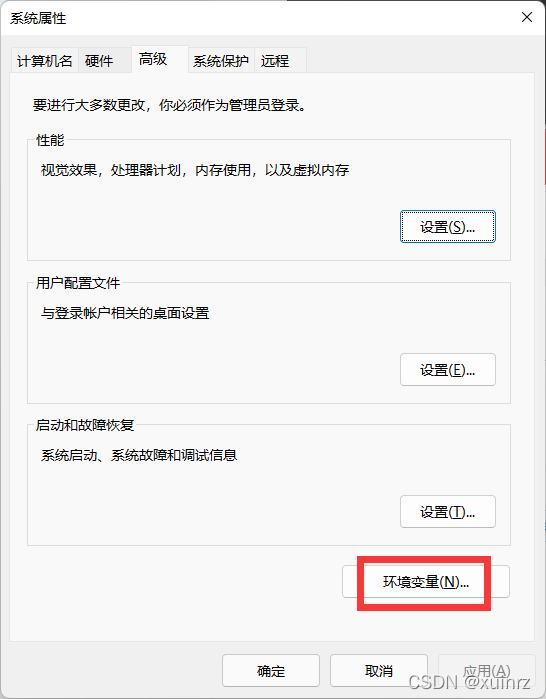 系统属性
计算机名 硬件 高级 系统保护 远程
要进行大多数更改，你必须作为管理员登录。
性能
视觉效果，处理器计划，内存使用，以及虚拟内存
设置(S)...
用户配置文件
与登录帐户相关的桌面设置
设置(E)...
启动和故障恢复
系统启动、系统故障和调试信息
设置(T)...
环境变量(N)...
确定 取消 应用(A)
CSDN @xuinrz